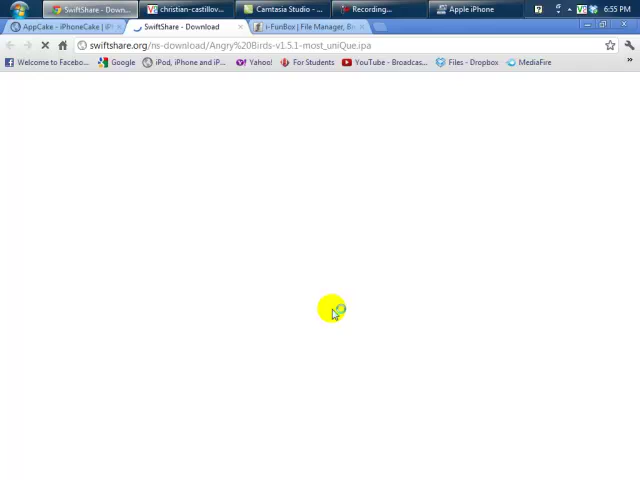 SwiftShare - Down... christian-castillov... Camtasia Studio - ... Recording... Apple iPhone 6:55 PM
AppCake - iPhoneCake | iP SwiftShare - Download i-FunBox | File Manager, Br
swiftshare.org/ns-download/Angry%20Birds-v1.5.1-most_uniQue.ipa
Welcome to Facebo... Google iPod, iPhone and iP... Yahoo! For Students YouTube - Broadcas... Files - Dropbox MediaFire »